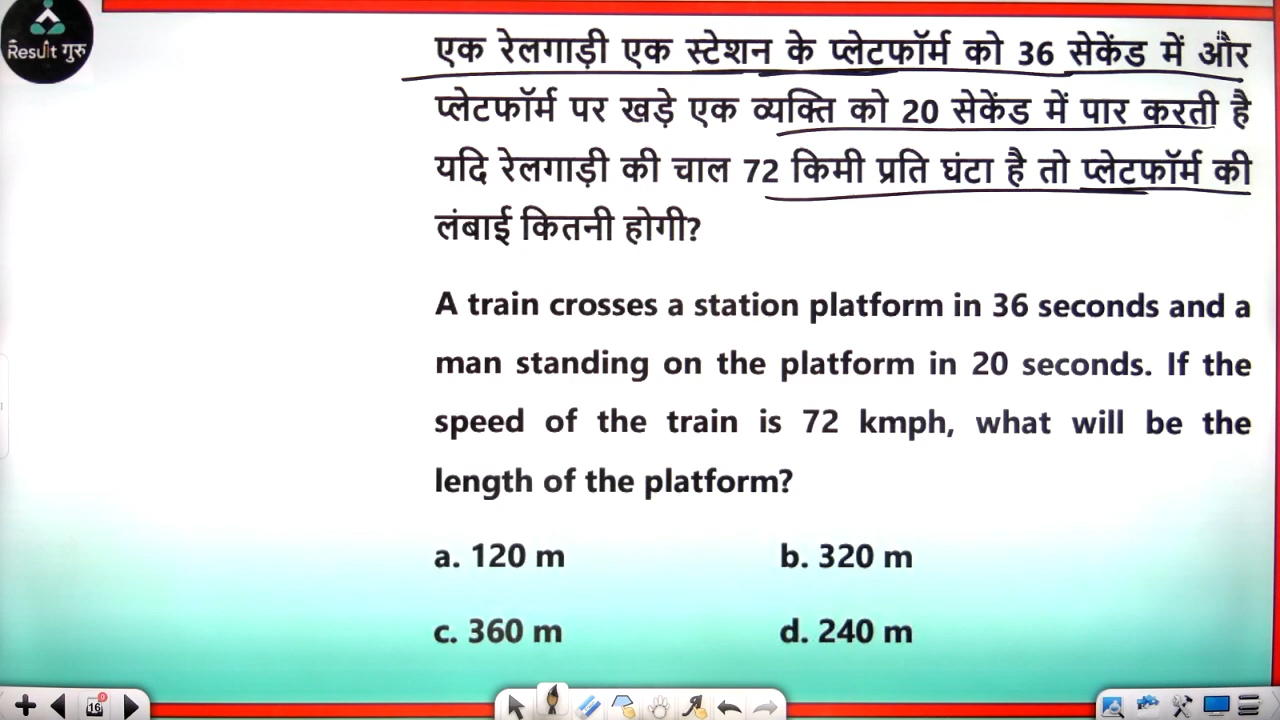 Result गुरु
एक रेलगाड़ी एक स्टेशन के प्लेटफॉर्म को 36 सेकेंड में और
प्लेटफॉर्म पर खड़े एक व्यक्ति को 20 सेकेंड में पार करती है
यदि रेलगाड़ी की चाल 72 किमी प्रति घंटा है तो प्लेटफॉर्म की
लंबाई कितनी होगी?
A train crosses a station platform in 36 seconds and a
man standing on the platform in 20 seconds. If the
speed of the train is 72 kmph, what will be the
length of the platform?
a. 120 m b. 320 m
c. 360 m d. 240 m
16